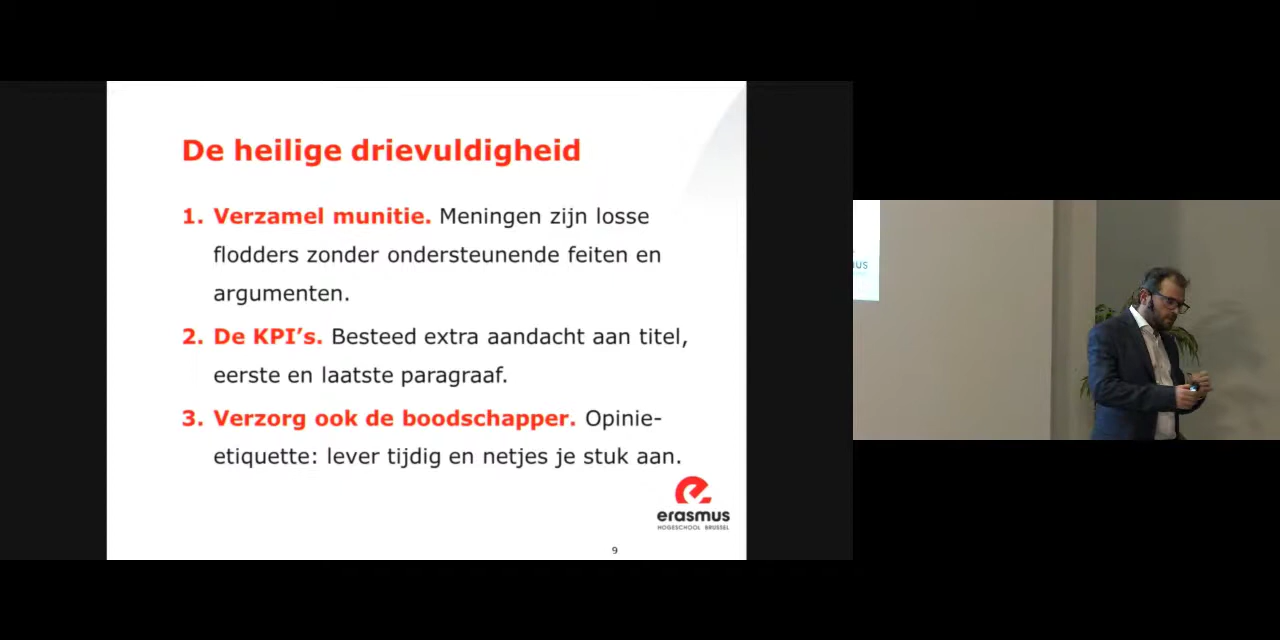 De heilige drievuldigheid
1. Verzamel munitie. Meningen zijn losse
flodders zonder ondersteunende feiten en
argumenten.
2. De KPI’s. Besteed extra aandacht aan titel,
eerste en laatste paragraaf.
3. Verzorg ook de boodschapper. Opinie-
etiquette: lever tijdig en netjes je stuk aan.
erasmus
HOGESCHOOL BRUSSEL
9
us